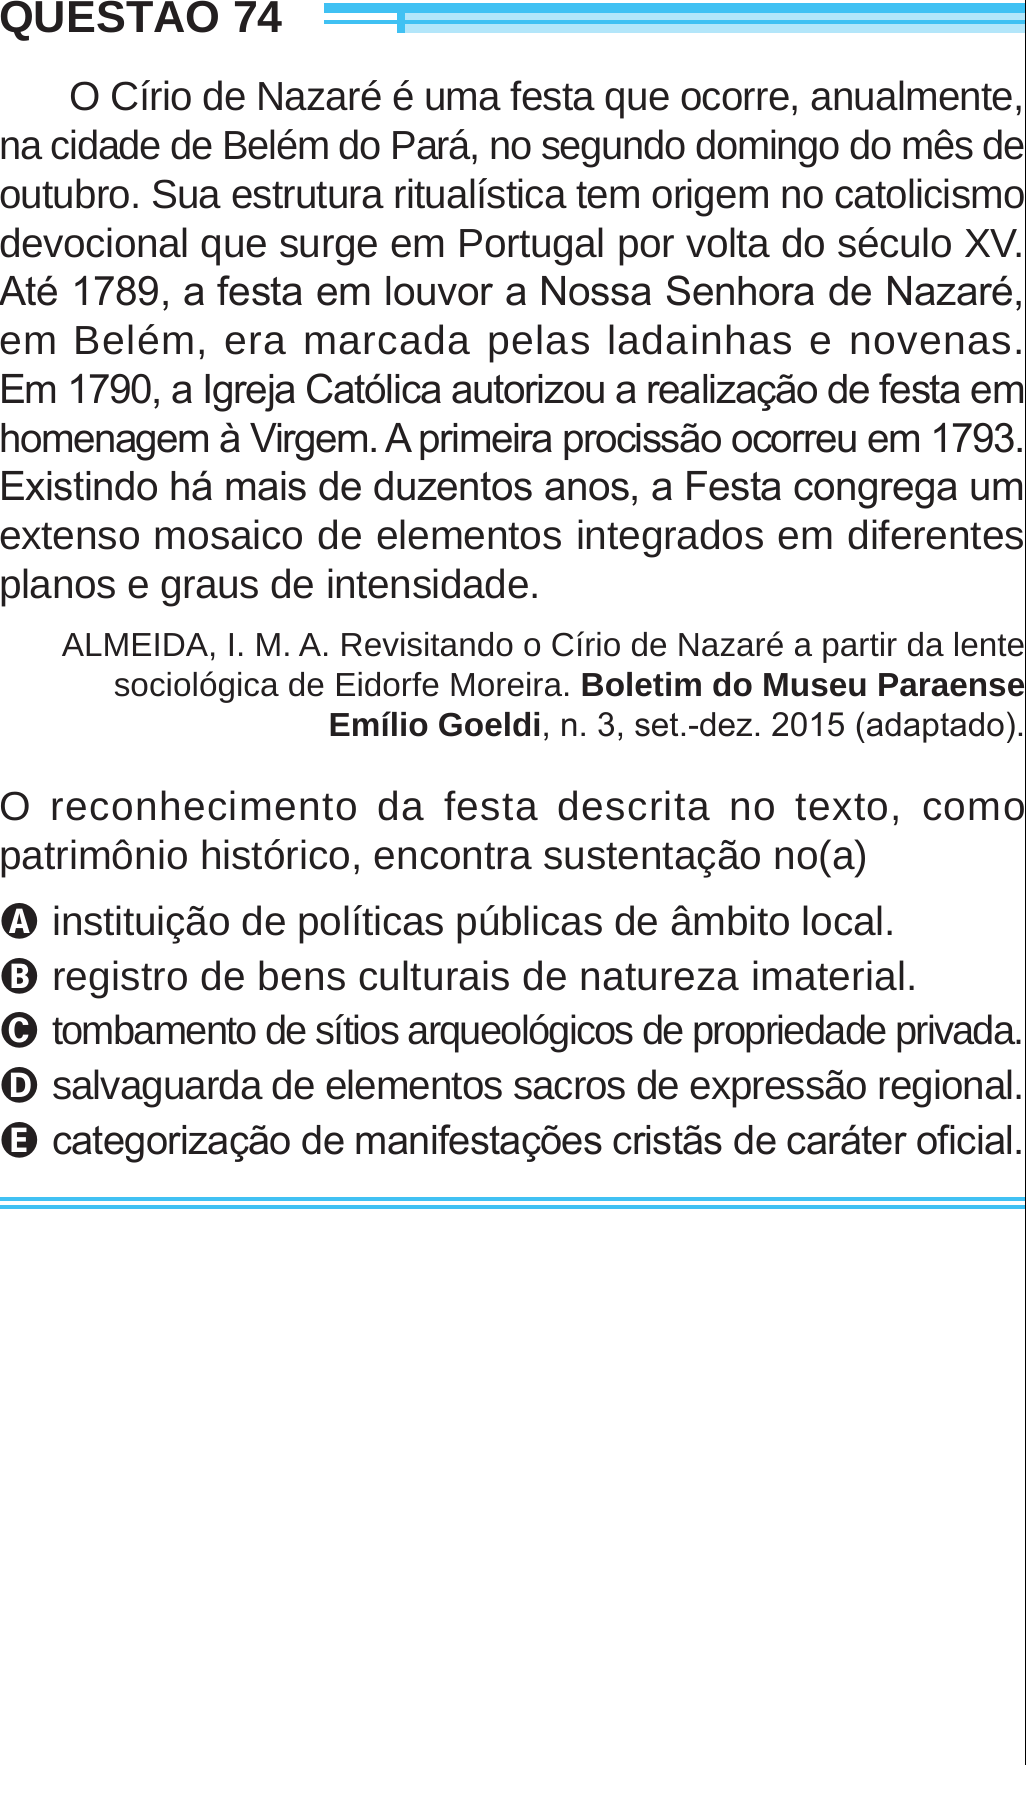 QUESTÃO 74
O Círio de Nazaré é uma festa que ocorre, anualmente,
na cidade de Belém do Pará, no segundo domingo do mês de
outubro. Sua estrutura ritualística tem origem no catolicismo
devocional que surge em Portugal por volta do século XV.
Até 1789, a festa em louvor a Nossa Senhora de Nazaré,
em Belém, era marcada pelas ladainhas e novenas.
Em 1790, a Igreja Católica autorizou a realização de festa em
homenagem à Virgem. A primeira procissão ocorreu em 1793.
Existindo há mais de duzentos anos, a Festa congrega um
extenso mosaico de elementos integrados em diferentes
planos e graus de intensidade.
ALMEIDA, I. M. A. Revisitando o Círio de Nazaré a partir da lente
sociológica de Eidorfe Moreira. Boletim do Museu Paraense
Emílio Goeldi, n. 3, set.-dez. 2015 (adaptado).
O reconhecimento da festa descrita no texto, como
patrimônio histórico, encontra sustentação no(a)
A instituição de políticas públicas de âmbito local.
B registro de bens culturais de natureza imaterial.
C tombamento de sítios arqueológicos de propriedade privada.
D salvaguarda de elementos sacros de expressão regional.
E categorização de manifestações cristãs de caráter oficial.